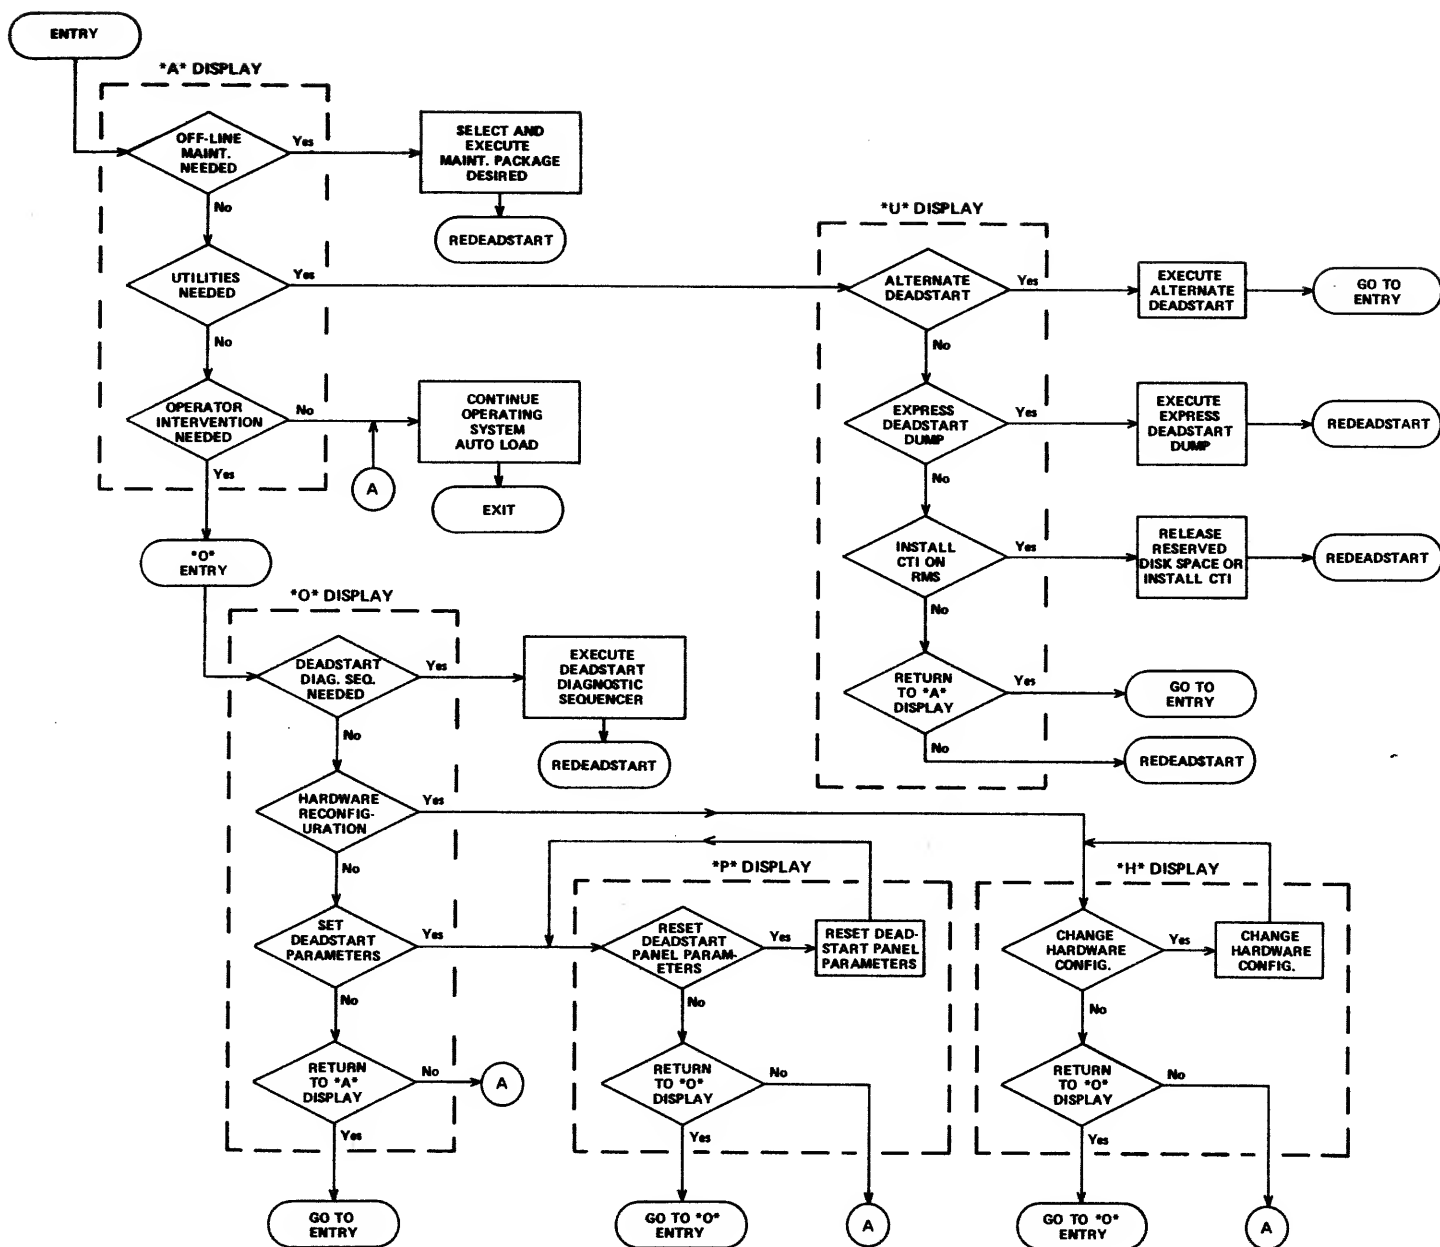 ENTRY
*A* DISPLAY
OFF-LINE
MAINT.
NEEDED
Yes
SELECT AND
EXECUTE
MAINT. PACKAGE
DESIRED
REDEADSTART
No
UTILITIES
NEEDED
Yes
No
OPERATOR
INTERVENTION
NEEDED
No
CONTINUE
OPERATING
SYSTEM
AUTO LOAD
A
EXIT
Yes
*O*
ENTRY
*U* DISPLAY
ALTERNATE
DEADSTART
Yes
EXECUTE
ALTERNATE
DEADSTART
GO TO
ENTRY
No
EXPRESS
DEADSTART
DUMP
Yes
EXECUTE
EXPRESS
DEADSTART
DUMP
REDEADSTART
No
INSTALL
CTI ON
RMS
Yes
RELEASE
RESERVED
DISK SPACE OR
INSTALL CTI
REDEADSTART
No
RETURN
TO *A*
DISPLAY
Yes
GO TO
ENTRY
No
REDEADSTART
*O* DISPLAY
DEADSTART
DIAG. SEQ.
NEEDED
Yes
EXECUTE
DEADSTART
DIAGNOSTIC
SEQUENCER
REDEADSTART
No
HARDWARE
RECONFIG-
URATION
Yes
No
SET
DEADSTART
PARAMETERS
Yes
No
RETURN
TO *A*
DISPLAY
No
A
Yes
GO TO
ENTRY
*P* DISPLAY
RESET
DEADSTART
PANEL PARAM-
ETERS
Yes
RESET DEAD-
START PANEL
PARAMETERS
No
RETURN
TO *O*
DISPLAY
No
Yes
GO TO *O*
ENTRY
A
*H* DISPLAY
CHANGE
HARDWARE
CONFIG.
Yes
CHANGE
HARDWARE
CONFIG.
No
RETURN
TO *O*
DISPLAY
No
Yes
GO TO *O*
ENTRY
A